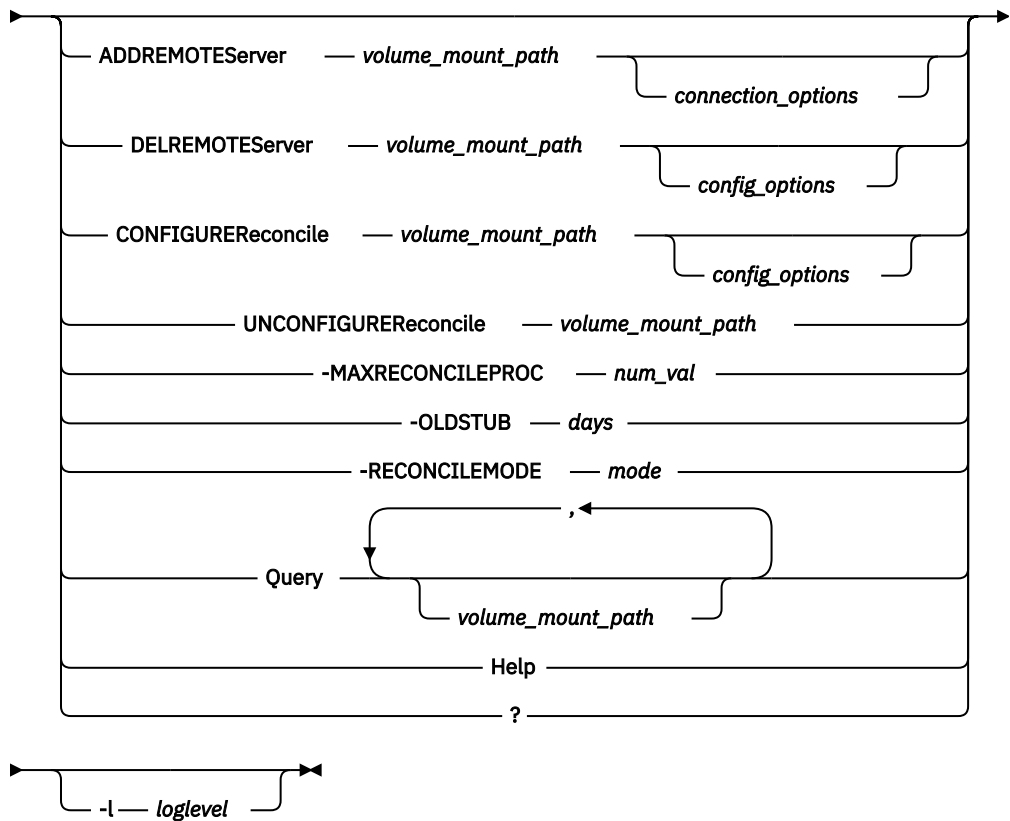 ADDREMOTEServer volume_mount_path
connection_options
DELREMOTEServer volume_mount_path
config_options
CONFIGUREReconcile volume_mount_path
config_options
UNCONFIGUREReconcile volume_mount_path
-MAXRECONCILEPROC num_val
-OLDSTUB days
-RECONCILEMODE mode
,
Query
volume_mount_path
Help
?
-l loglevel